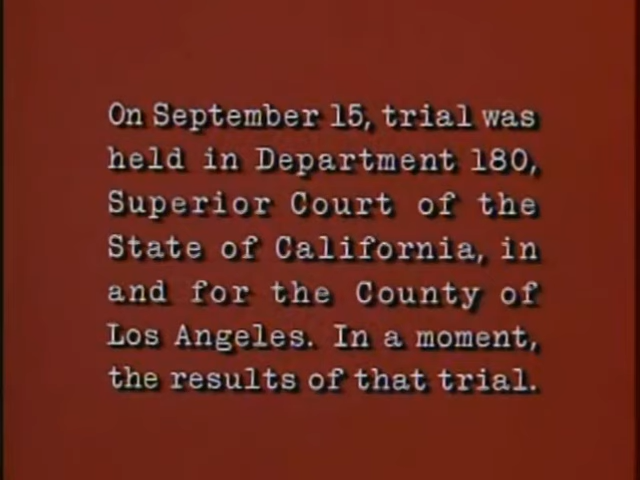 On September 15, trial was
held in Department 180,
Superior Court of the
State of California, in
and for the County of
Los Angeles. In a moment,
the results of that trial.